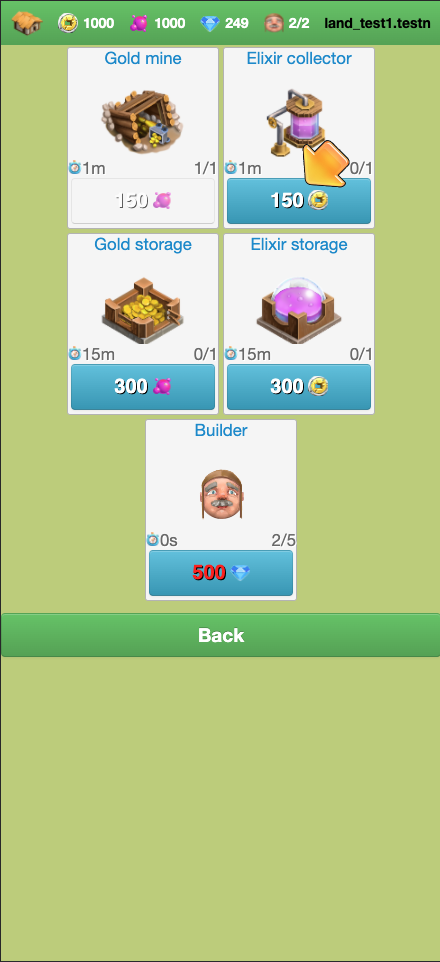 1000 1000 249 2/2 land_test1.testn
Gold mine
1m 1/1
150
Elixir collector
1m 0/1
150
Gold storage
15m 0/1
300
Elixir storage
15m 0/1
300
Builder
0s 2/5
500
Back